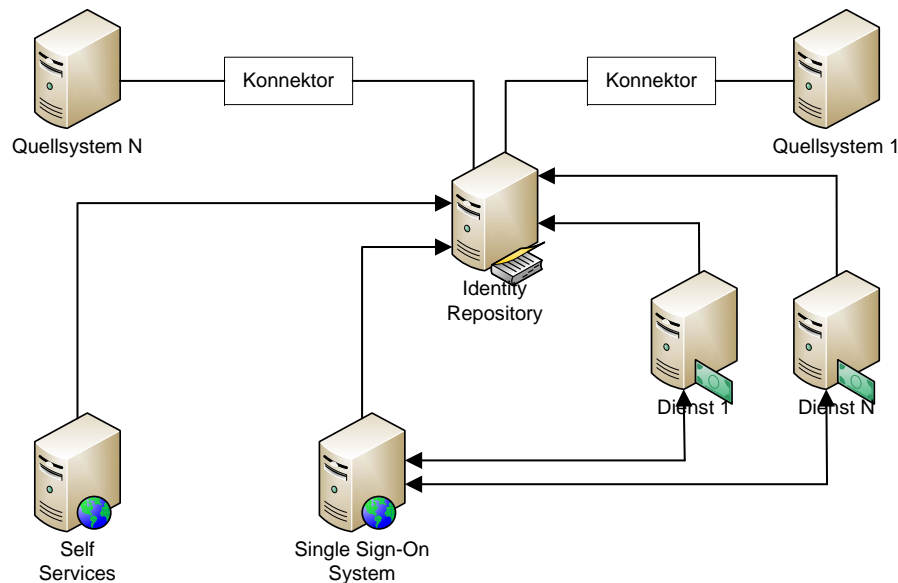 Konnektor
Konnektor
Quellsystem N
Quellsystem 1
Identity
Repository
Dienst 1
Dienst N
Self
Services
Single Sign-On
System